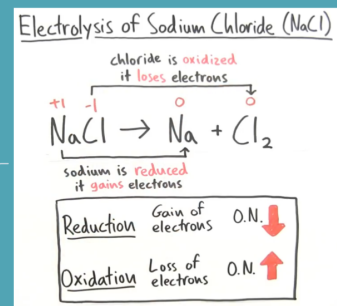 Electrolysis of Sodium Chloride (NaCl)
chloride is oxidized
it loses electrons
+1 -1 0 0
NaCl → Na + Cl₂
sodium is reduced
it gains electrons
Reduction Gain of electrons O.N. ↓
Oxidation Loss of electrons O.N. ↑